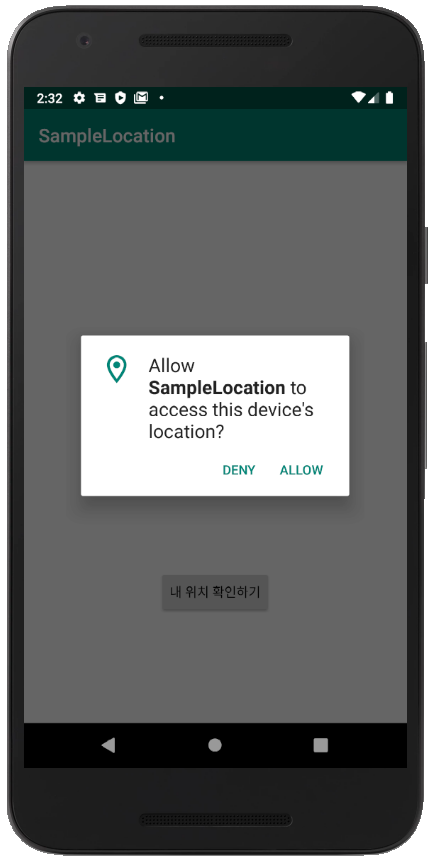 2:32
SampleLocation
Allow
SampleLocation to
access this device's
location?
DENY ALLOW
내 위치 확인하기